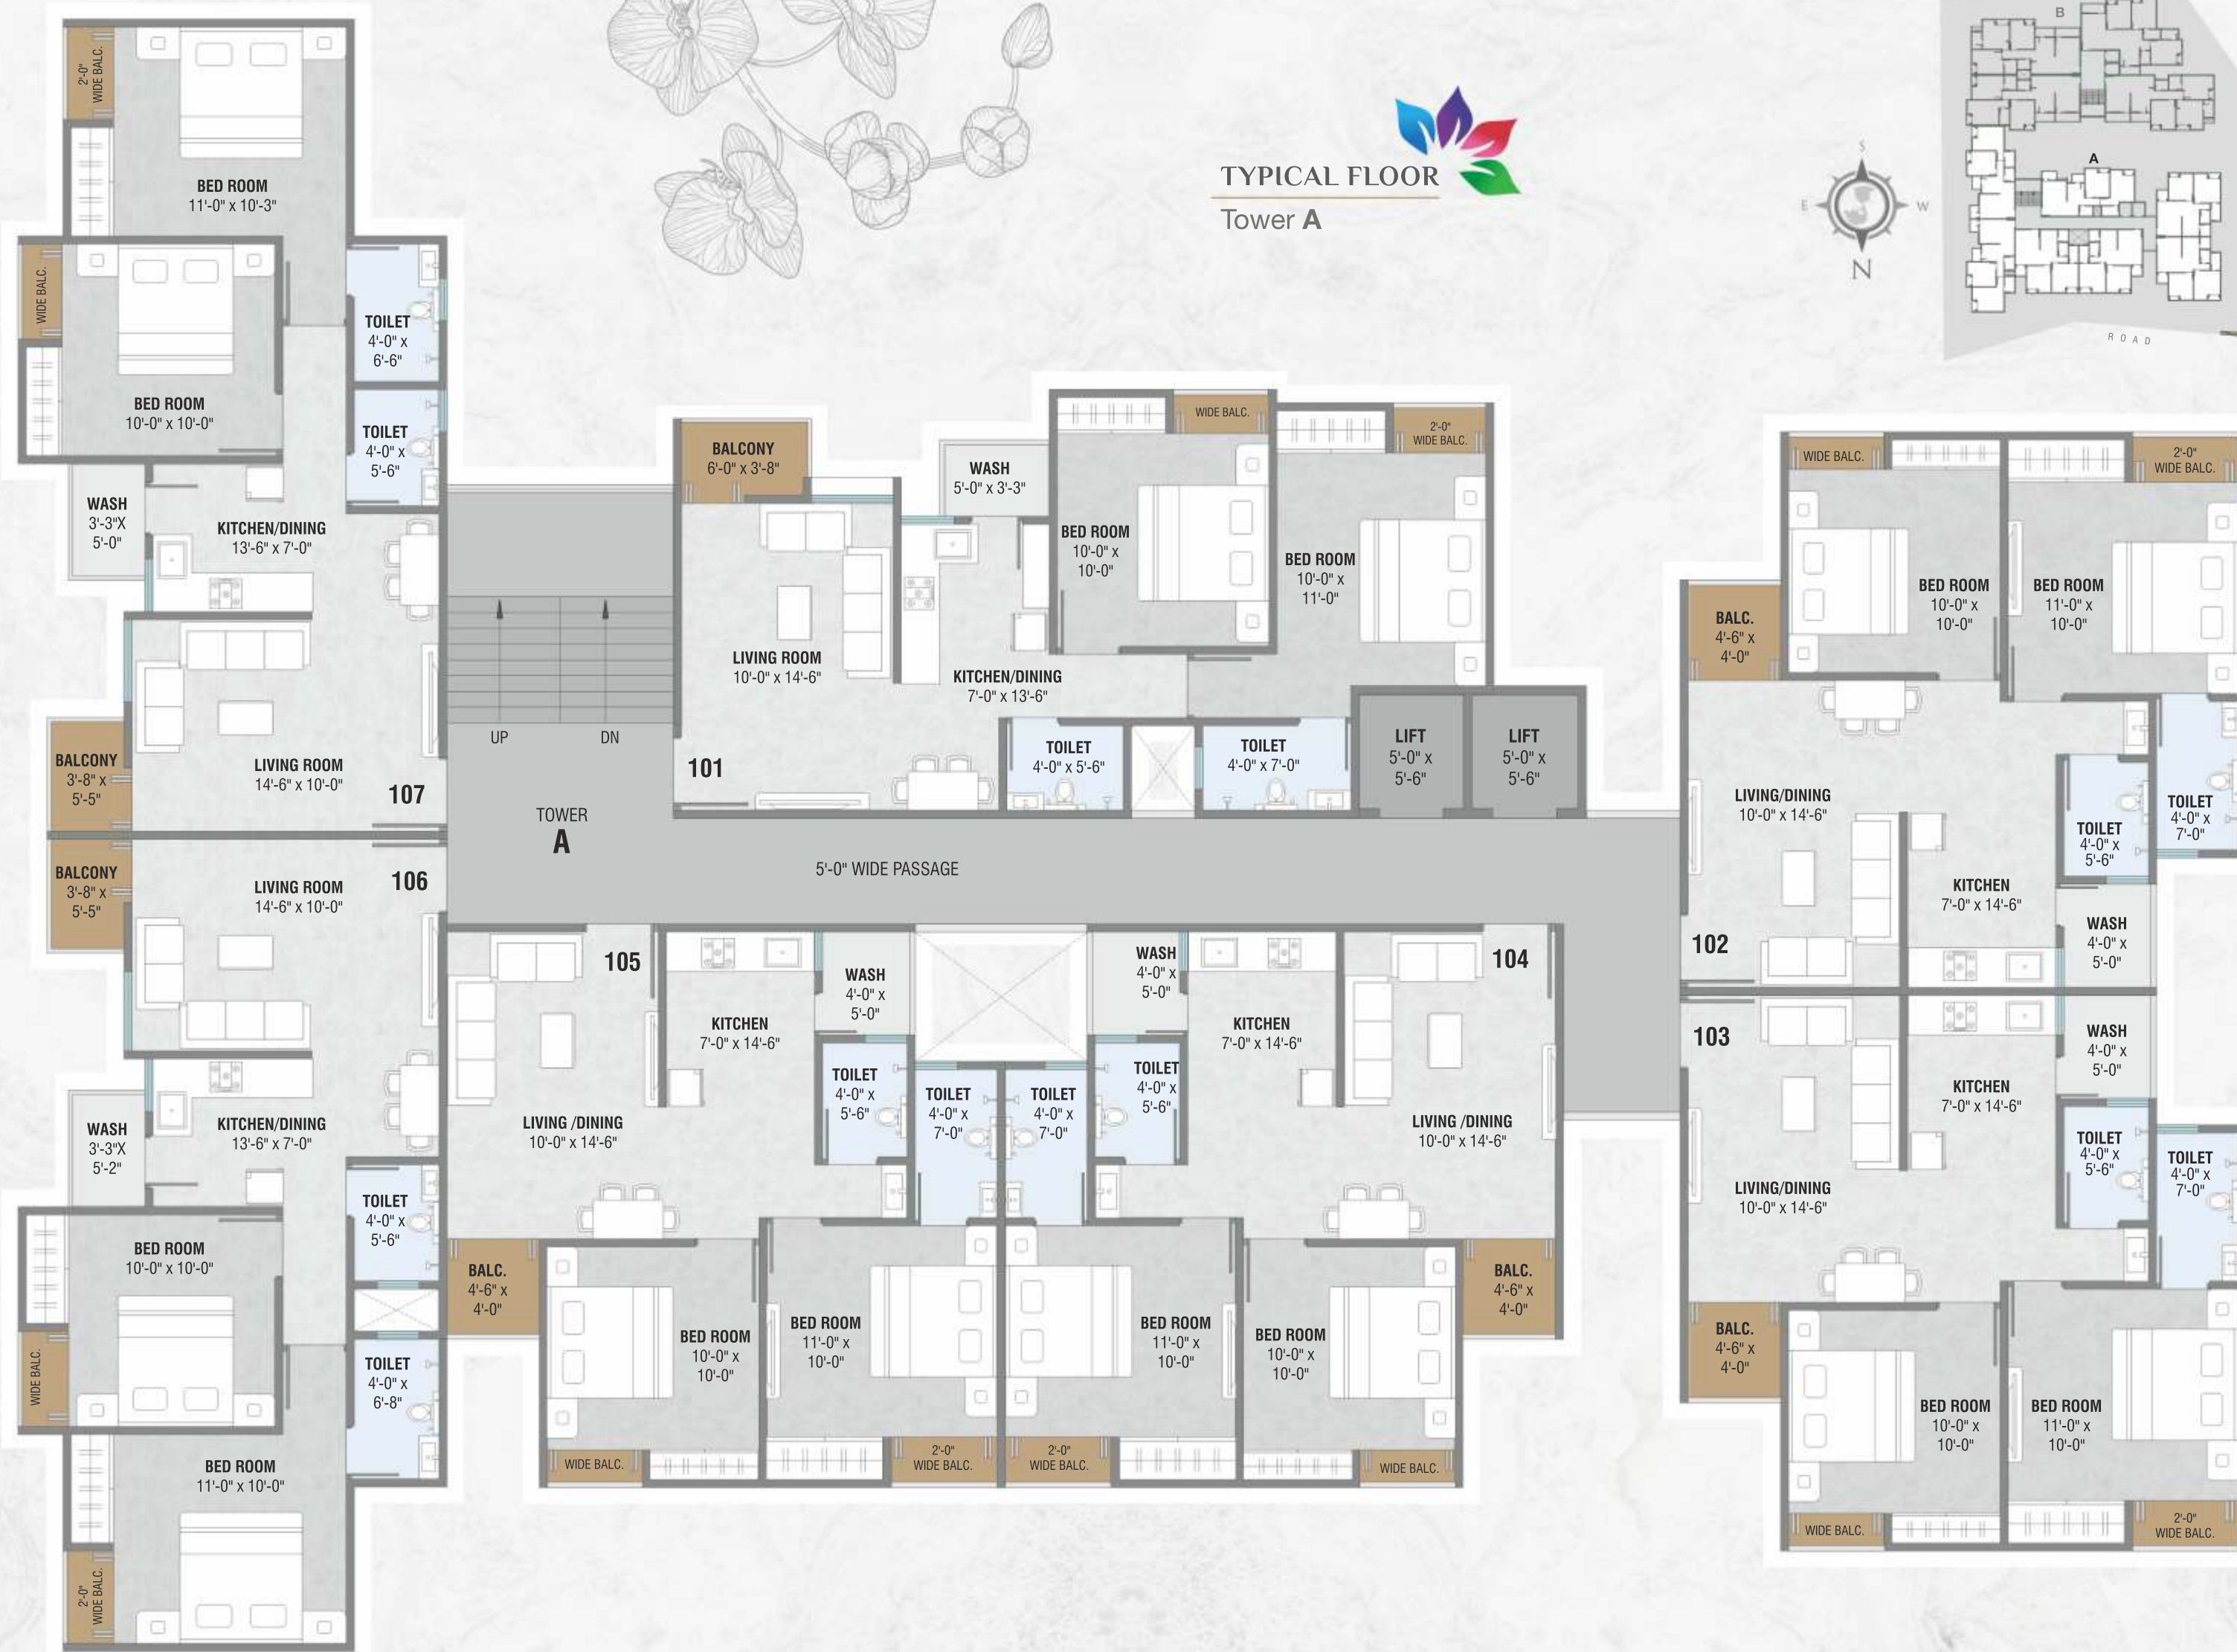 TYPICAL FLOOR
Tower A
S
E
W
N
B
A
ROAD
2'-0"
WIDE BALC.
BED ROOM
11'-0" x 10'-3"
WIDE BALC.
BED ROOM
10'-0" x 10'-0"
TOILET
4'-0" x
6'-6"
TOILET
4'-0" x
5'-6"
WASH
3'-3"X
5'-0"
KITCHEN/DINING
13'-6" x 7'-0"
BALCONY
3'-8" x
5'-5"
LIVING ROOM
14'-6" x 10'-0"
107
UP
DN
TOWER
A
5'-0" WIDE PASSAGE
BALCONY
6'-0" x 3'-8"
WASH
5'-0" x 3'-3"
WIDE BALC.
2'-0"
WIDE BALC.
BED ROOM
10'-0" x
10'-0"
BED ROOM
10'-0" x
11'-0"
LIVING ROOM
10'-0" x 14'-6"
KITCHEN/DINING
7'-0" x 13'-6"
101
TOILET
4'-0" x 5'-6"
TOILET
4'-0" x 7'-0"
LIFT
5'-0" x
5'-6"
LIFT
5'-0" x
5'-6"
WIDE BALC.
2'-0"
WIDE BALC.
BALC.
4'-6" x
4'-0"
BED ROOM
10'-0" x
10'-0"
BED ROOM
11'-0" x
10'-0"
LIVING/DINING
10'-0" x 14'-6"
TOILET
4'-0" x
5'-6"
TOILET
4'-0" x
7'-0"
KITCHEN
7'-0" x 14'-6"
WASH
4'-0" x
5'-0"
102
103
WASH
4'-0" x
5'-0"
KITCHEN
7'-0" x 14'-6"
TOILET
4'-0" x
5'-6"
TOILET
4'-0" x
7'-0"
LIVING/DINING
10'-0" x 14'-6"
BALC.
4'-6" x
4'-0"
BED ROOM
10'-0" x
10'-0"
BED ROOM
11'-0" x
10'-0"
WIDE BALC.
2'-0"
WIDE BALC.
BALCONY
3'-8" x
5'-5"
LIVING ROOM
14'-6" x 10'-0"
106
WASH
3'-3"X
5'-2"
KITCHEN/DINING
13'-6" x 7'-0"
TOILET
4'-0" x
5'-6"
BED ROOM
10'-0" x 10'-0"
WIDE BALC.
TOILET
4'-0" x
6'-8"
BED ROOM
11'-0" x 10'-0"
2'-0"
WIDE BALC.
105
KITCHEN
7'-0" x 14'-6"
WASH
4'-0" x
5'-0"
LIVING /DINING
10'-0" x 14'-6"
TOILET
4'-0" x
5'-6"
TOILET
4'-0" x
7'-0"
BALC.
4'-6" x
4'-0"
BED ROOM
10'-0" x
10'-0"
BED ROOM
11'-0" x
10'-0"
WIDE BALC.
2'-0"
WIDE BALC.
104
WASH
4'-0" x
5'-0"
KITCHEN
7'-0" x 14'-6"
TOILET
4'-0" x
7'-0"
TOILET
4'-0" x
5'-6"
LIVING /DINING
10'-0" x 14'-6"
BED ROOM
11'-0" x
10'-0"
BED ROOM
10'-0" x
10'-0"
BALC.
4'-6" x
4'-0"
2'-0"
WIDE BALC.
WIDE BALC.